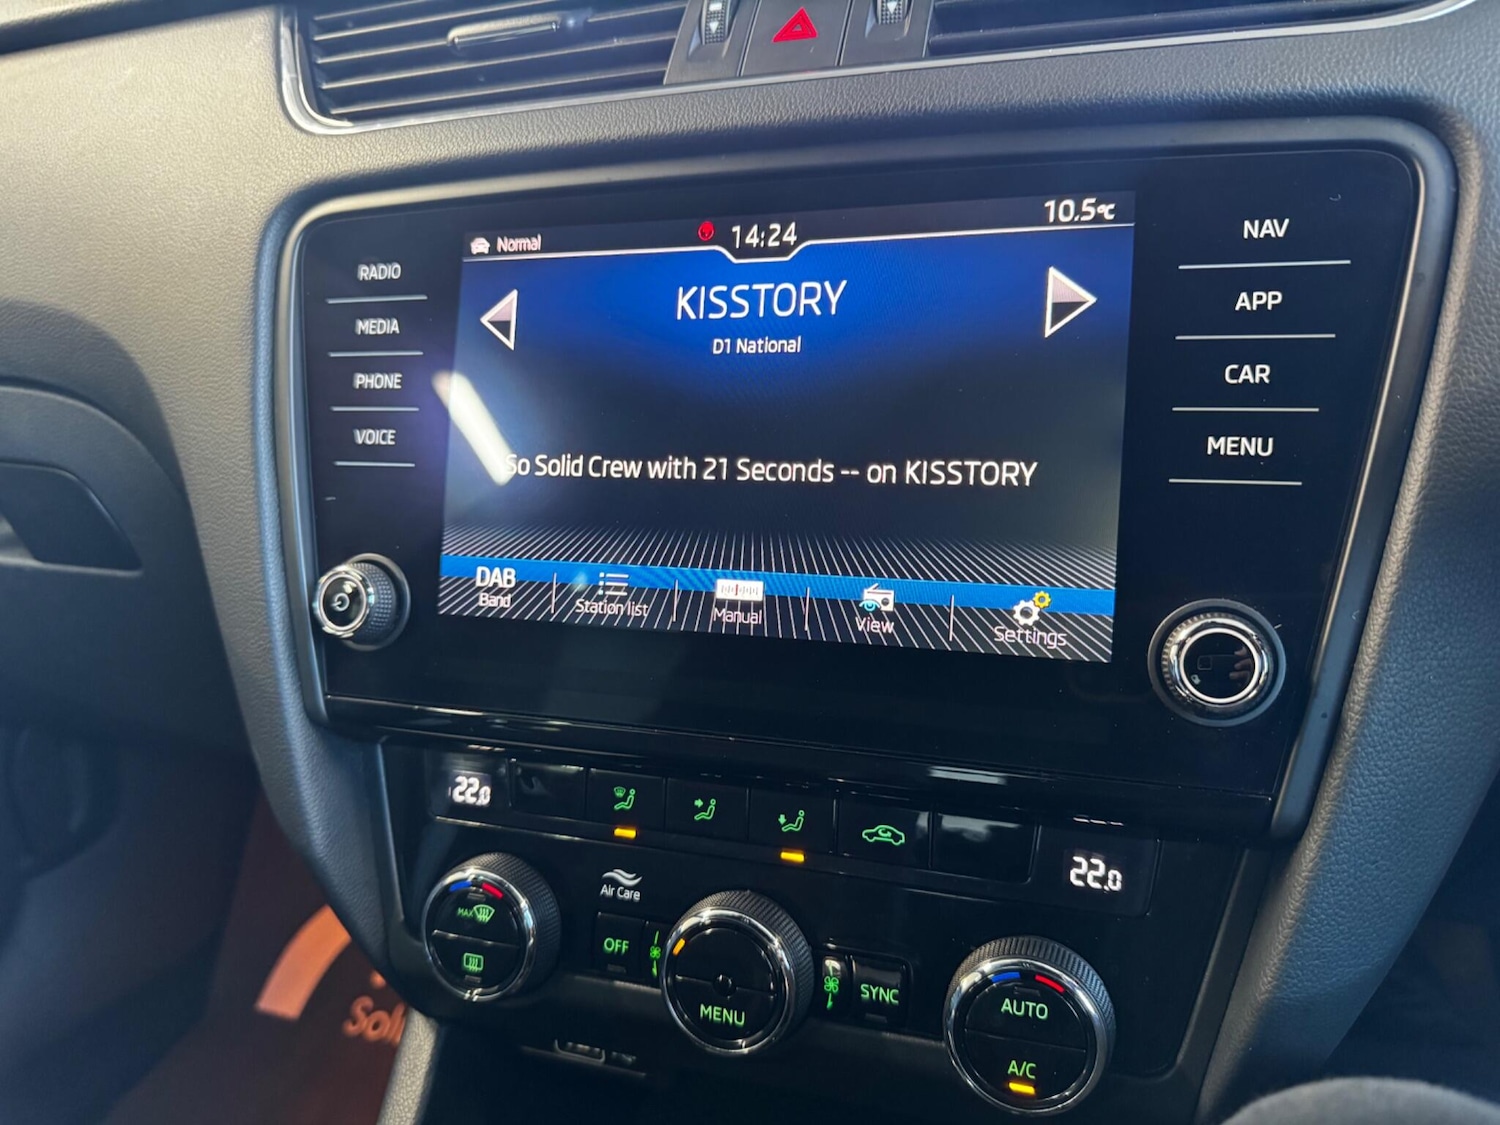 Normal
14:24
10.5°C
KISSTORY
D1 National
So Solid Crew with 21 Seconds -- on KISSTORY
DAB
Band
Station list
Manual
View
Settings
RADIO
MEDIA
PHONE
VOICE
NAV
APP
CAR
MENU
22.0
22.0
Air Care
MAX
OFF
MENU
SYNC
AUTO
A/C